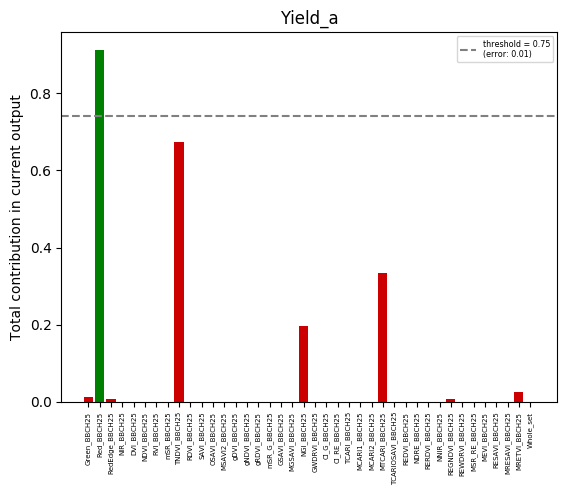 Yield_a
threshold = 0.75
(error: 0.01)
Total contribution in current output
0.8
0.6
0.4
0.2
0.0
Green_BBCH25
Red_BBCH25
RedEdge_BBCH25
NIR_BBCH25
DVI_BBCH25
NDVI_BBCH25
RVI_BBCH25
mSR_BBCH25
TNDVI_BBCH25
RDVI_BBCH25
SAVI_BBCH25
OSAVI_BBCH25
MSAVI2_BBCH25
gDVI_BBCH25
gNDVI_BBCH25
gRDVI_BBCH25
mSR_G_BBCH25
GSAVI_BBCH25
MGSAVI_BBCH25
NGI_BBCH25
GWDRVI_BBCH25
CI_G_BBCH25
CI_RE_BBCH25
TCARI_BBCH25
MCARI1_BBCH25
MCARI2_BBCH25
MTCARI_BBCH25
TCARIOSAVI_BBCH25
REDVI_BBCH25
NDRE_BBCH25
RERDVI_BBCH25
NNIR_BBCH25
REGNDVI_BBCH25
REWDRVI_BBCH25
MSR_RE_BBCH25
MEVI_BBCH25
RESAVI_BBCH25
MRESAVI_BBCH25
MRETVI_BBCH25
Whole_set